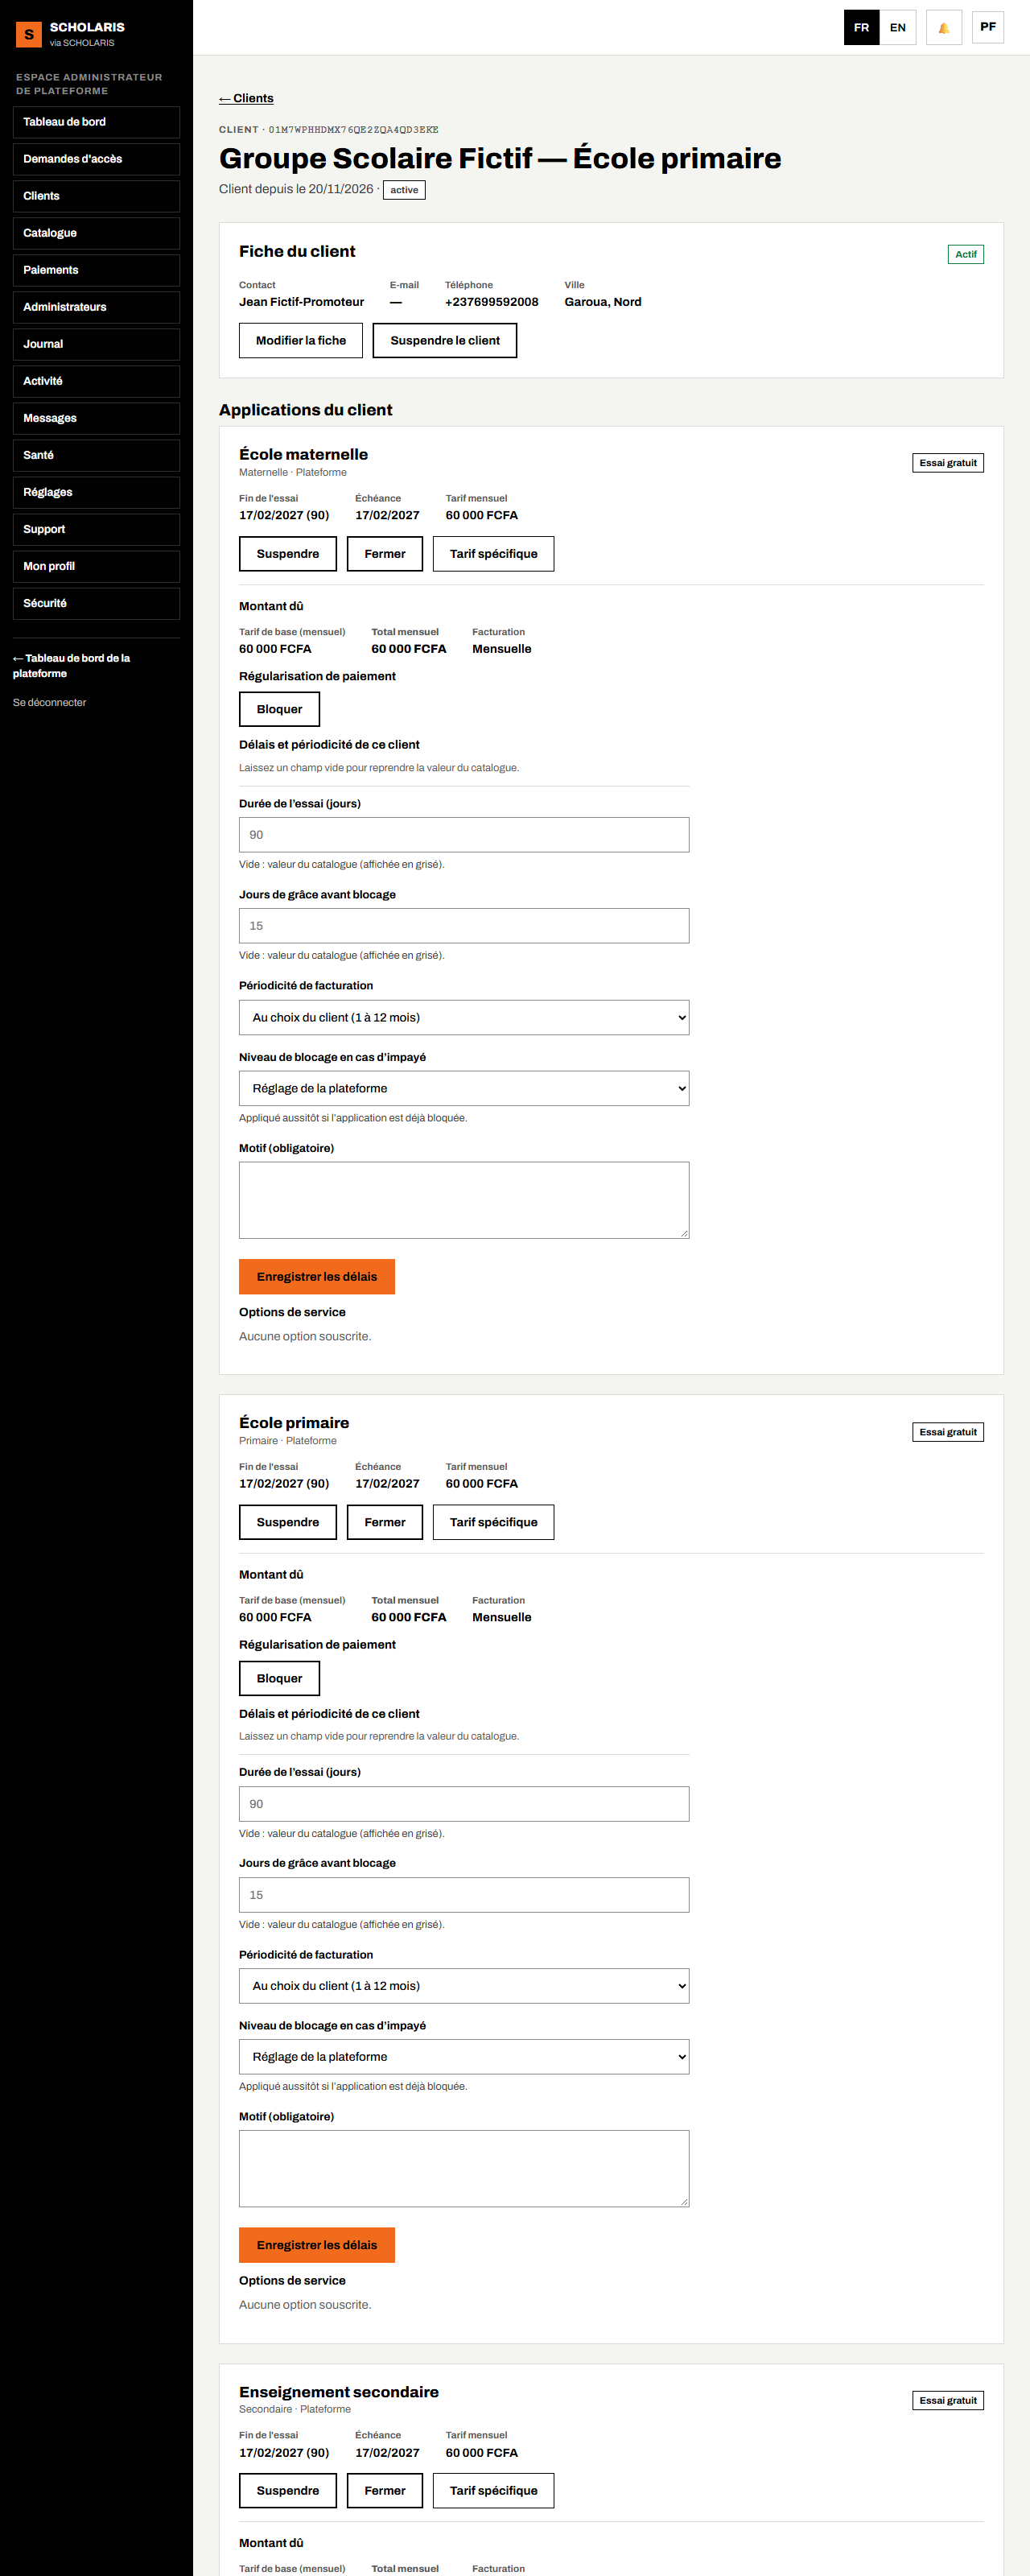 S
SCHOLARIS
via SCHOLARIS
ESPACE ADMINISTRATEUR
DE PLATEFORME
Tableau de bord
Demandes d'accès
Clients
Catalogue
Paiements
Administrateurs
Journal
Activité
Messages
Santé
Réglages
Support
Mon profil
Sécurité
← Tableau de bord de la
plateforme
Se déconnecter
FR EN PF
← Clients
CLIENT · 01M7WPHHDMX76QE2ZQA4QD3EKE
Groupe Scolaire Fictif — École primaire
Client depuis le 20/11/2026 · active
Fiche du client
Actif
Contact E-mail Téléphone Ville
Jean Fictif-Promoteur — +237699592008 Garoua, Nord
Modifier la fiche Suspendre le client
Applications du client
École maternelle
Maternelle · Plateforme
Essai gratuit
Fin de l'essai Échéance Tarif mensuel
17/02/2027 (90) 17/02/2027 60 000 FCFA
Suspendre Fermer Tarif spécifique
Montant dû
Tarif de base (mensuel) Total mensuel Facturation
60 000 FCFA 60 000 FCFA Mensuelle
Régularisation de paiement
Bloquer
Délais et périodicité de ce client
Laissez un champ vide pour reprendre la valeur du catalogue.
Durée de l’essai (jours)
90
Vide : valeur du catalogue (affichée en grisé).
Jours de grâce avant blocage
15
Vide : valeur du catalogue (affichée en grisé).
Périodicité de facturation
Au choix du client (1 à 12 mois)
Niveau de blocage en cas d’impayé
Réglage de la plateforme
Appliqué aussitôt si l’application est déjà bloquée.
Motif (obligatoire)
Enregistrer les délais
Options de service
Aucune option souscrite.
École primaire
Primaire · Plateforme
Essai gratuit
Fin de l'essai Échéance Tarif mensuel
17/02/2027 (90) 17/02/2027 60 000 FCFA
Suspendre Fermer Tarif spécifique
Montant dû
Tarif de base (mensuel) Total mensuel Facturation
60 000 FCFA 60 000 FCFA Mensuelle
Régularisation de paiement
Bloquer
Délais et périodicité de ce client
Laissez un champ vide pour reprendre la valeur du catalogue.
Durée de l’essai (jours)
90
Vide : valeur du catalogue (affichée en grisé).
Jours de grâce avant blocage
15
Vide : valeur du catalogue (affichée en grisé).
Périodicité de facturation
Au choix du client (1 à 12 mois)
Niveau de blocage en cas d’impayé
Réglage de la plateforme
Appliqué aussitôt si l’application est déjà bloquée.
Motif (obligatoire)
Enregistrer les délais
Options de service
Aucune option souscrite.
Enseignement secondaire
Secondaire · Plateforme
Essai gratuit
Fin de l'essai Échéance Tarif mensuel
17/02/2027 (90) 17/02/2027 60 000 FCFA
Suspendre Fermer Tarif spécifique
Montant dû
Tarif de base (mensuel) Total mensuel Facturation